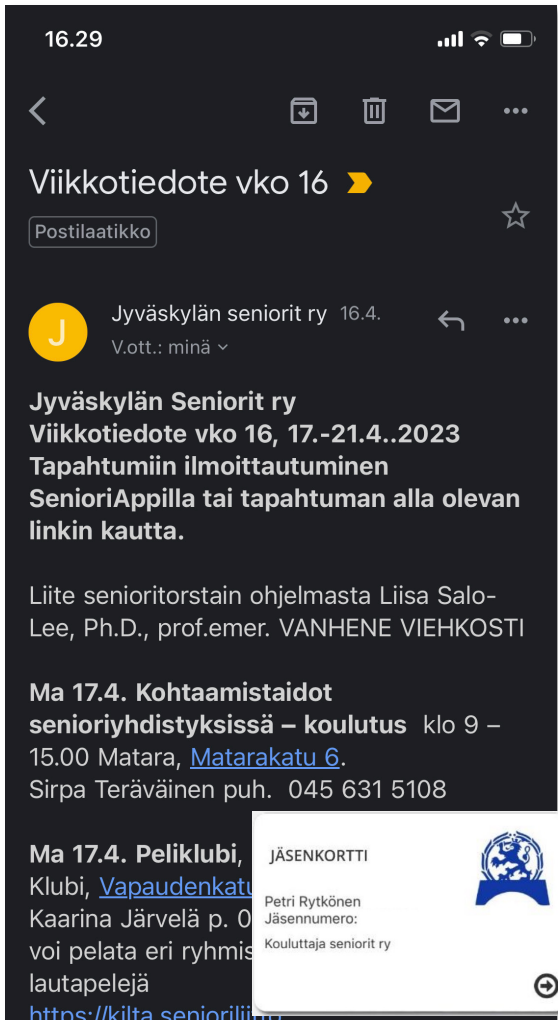 16.29
Viikkotiedote vko 16
Postilaatikko
J
Jyväskylän seniorit ry 16.4.
V.ott.: minä
Jyväskylän Seniorit ry
Viikkotiedote vko 16, 17.-21.4..2023
Tapahtumiin ilmoittautuminen
SenioriAppilla tai tapahtuman alla olevan
linkin kautta.
Liite senioritorstain ohjelmasta Liisa Salo-
Lee, Ph.D., prof.emer. VANHENE VIEHKOSTI
Ma 17.4. Kohtaamistaidot
senioriyhdistyksissä – koulutus klo 9 –
15.00 Matara, Matarakatu 6.
Sirpa Teräväinen puh. 045 631 5108
Ma 17.4. Peliklubi,
Klubi, Vapaudenkatu
Kaarina Järvelä p. 0
voi pelata eri ryhmis
lautapelejä
JÄSENKORTTI
Petri Rytkönen
Jäsennumero:
Kouluttaja seniorit ry